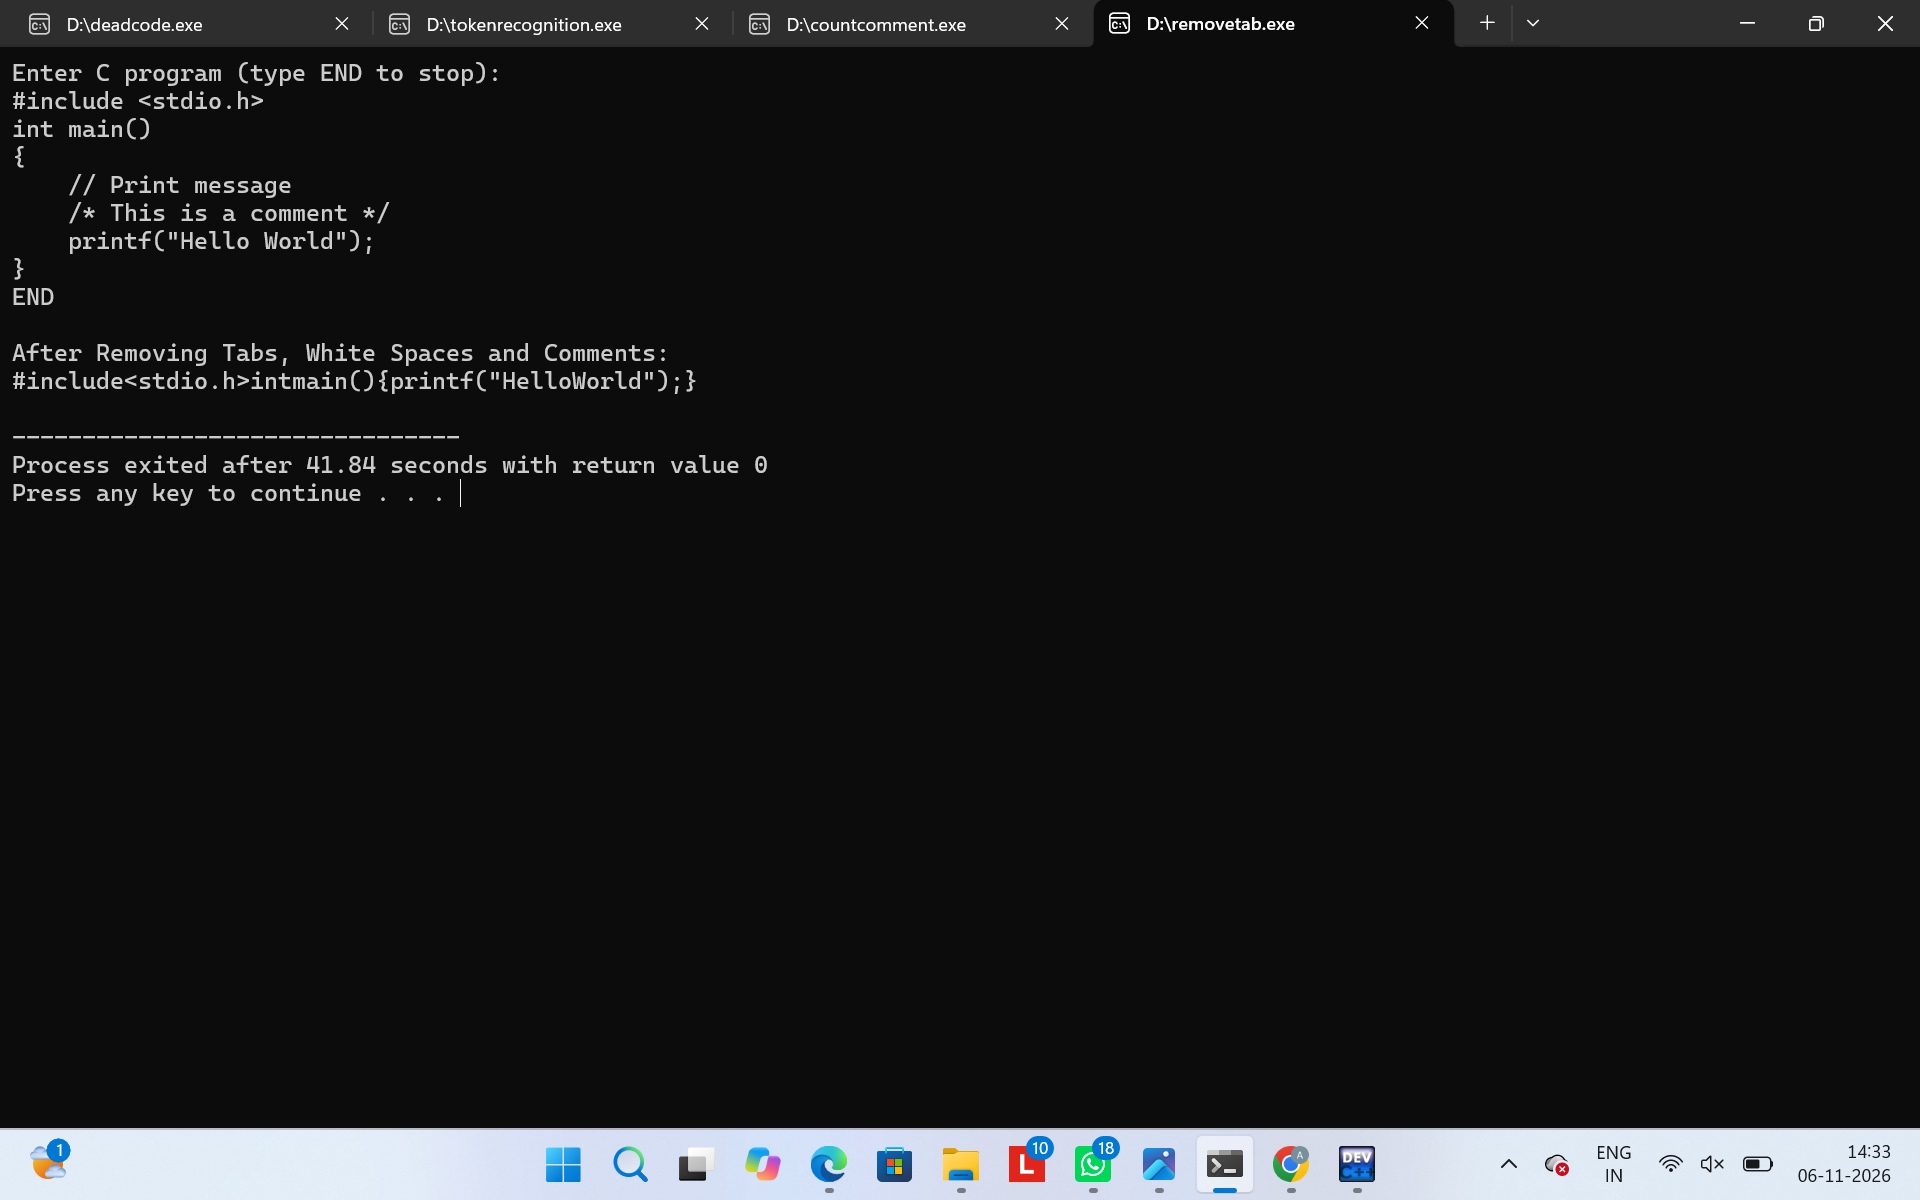 D:\deadcode.exe D:\tokenrecognition.exe D:\countcomment.exe D:\removetab.exe
Enter C program (type END to stop):
#include <stdio.h>
int main()
{
    // Print message
    /* This is a comment */
    printf("Hello World");
}
END

After Removing Tabs, White Spaces and Comments:
#include<stdio.h>intmain(){printf("HelloWorld");}

--------------------------------
Process exited after 41.84 seconds with return value 0
Press any key to continue . . .
1 L 10 18 A DEV C++ ENG 14:33
IN 06-11-2026